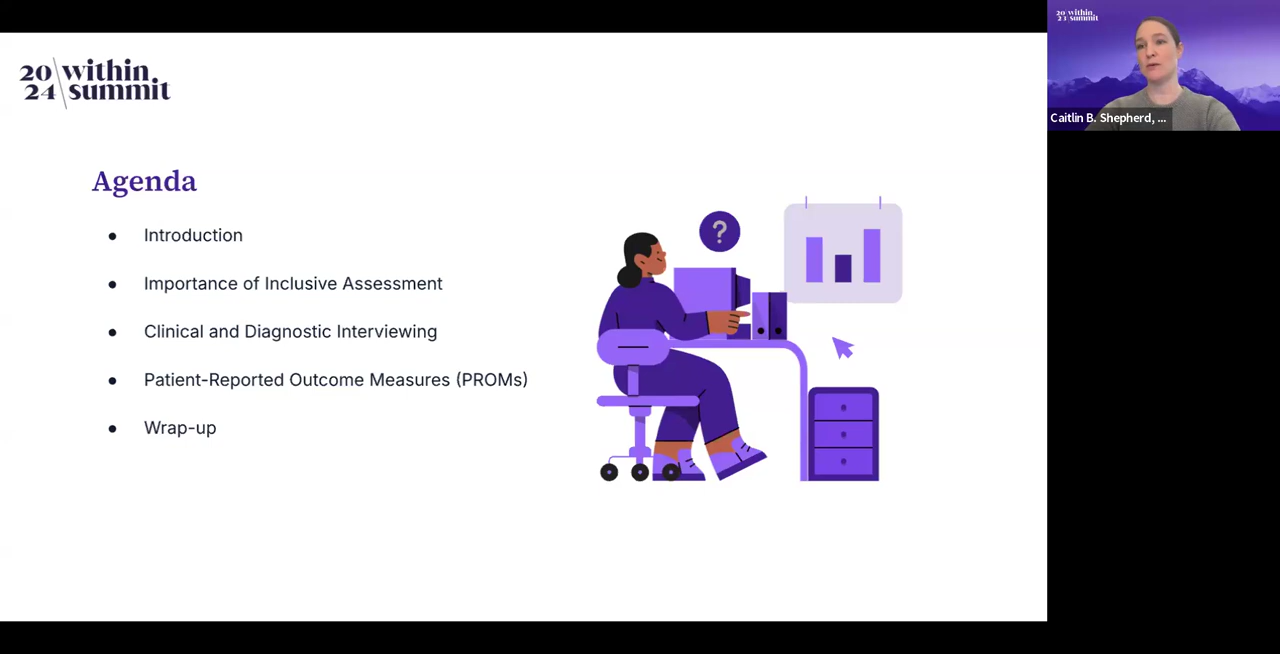 20 within
24 summit
Agenda
● Introduction
● Importance of Inclusive Assessment
● Clinical and Diagnostic Interviewing
● Patient-Reported Outcome Measures (PROMs)
● Wrap-up
?
20 within
24 summit
Caitlin B. Shepherd, ...